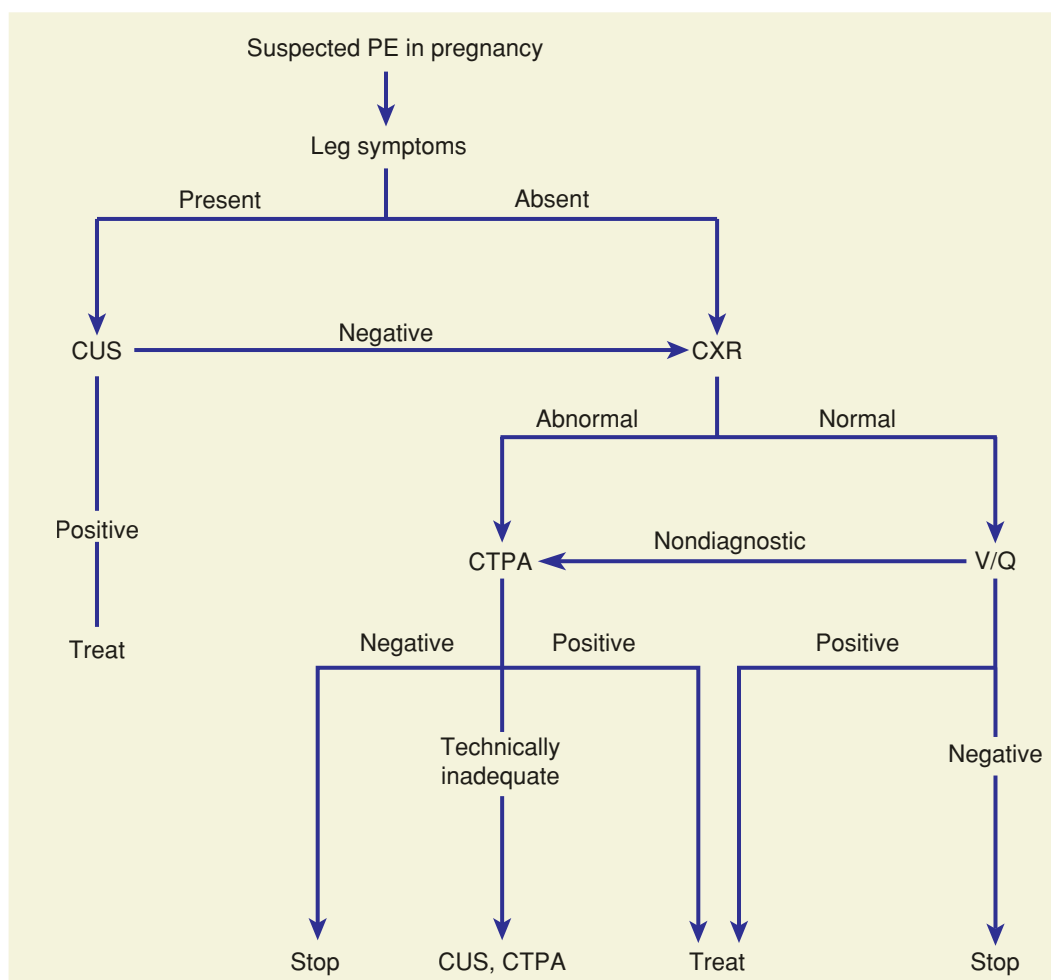 Suspected PE in pregnancy
Leg symptoms
Present
Absent
CUS
Negative
CXR
Abnormal
Normal
Positive
CTPA
Nondiagnostic
V/Q
Treat
Negative
Positive
Positive
Technically
inadequate
Negative
Stop
CUS, CTPA
Treat
Stop